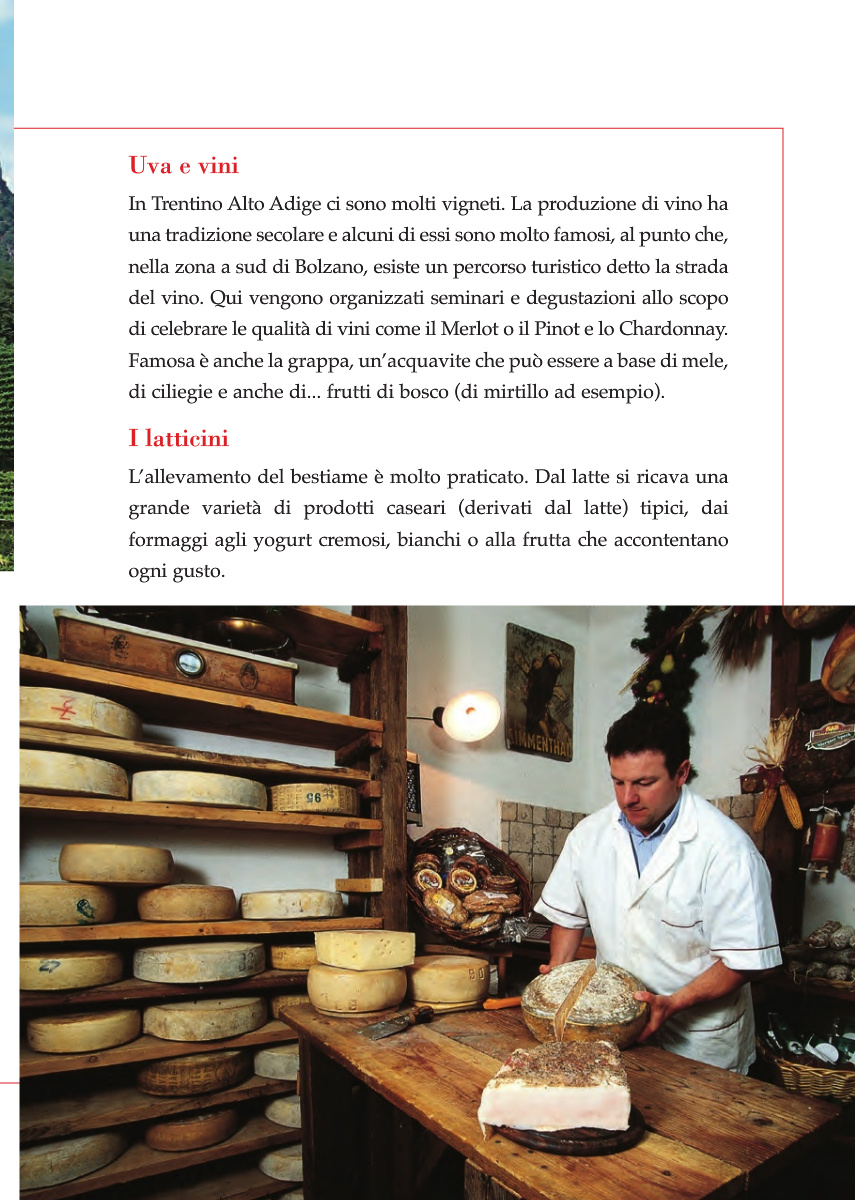 Uva e vini
In Trentino Alto Adige ci sono molti vigneti. La produzione di vino ha
una tradizione secolare e alcuni di essi sono molto famosi, al punto che,
nella zona a sud di Bolzano, esiste un percorso turistico detto la strada
del vino. Qui vengono organizzati seminari e degustazioni allo scopo
di celebrare le qualità di vini come il Merlot o il Pinot e lo Chardonnay.
Famosa è anche la grappa, un’acquavite che può essere a base di mele,
di ciliegie e anche di... frutti di bosco (di mirtillo ad esempio).
I latticini
L’allevamento del bestiame è molto praticato. Dal latte si ricava una
grande varietà di prodotti caseari (derivati dal latte) tipici, dai
formaggi agli yogurt cremosi, bianchi o alla frutta che accontentano
ogni gusto.
MMENTHAL
95